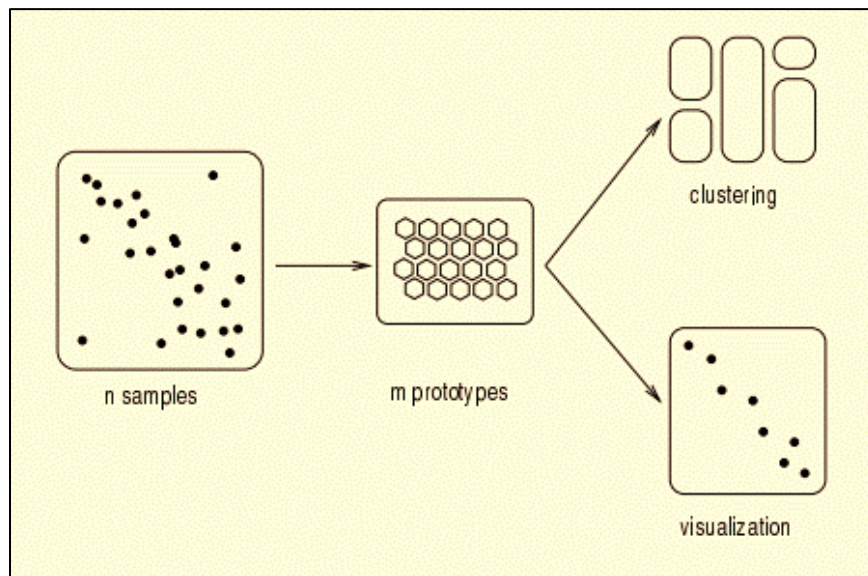 n samples
m prototypes
clustering
visualization